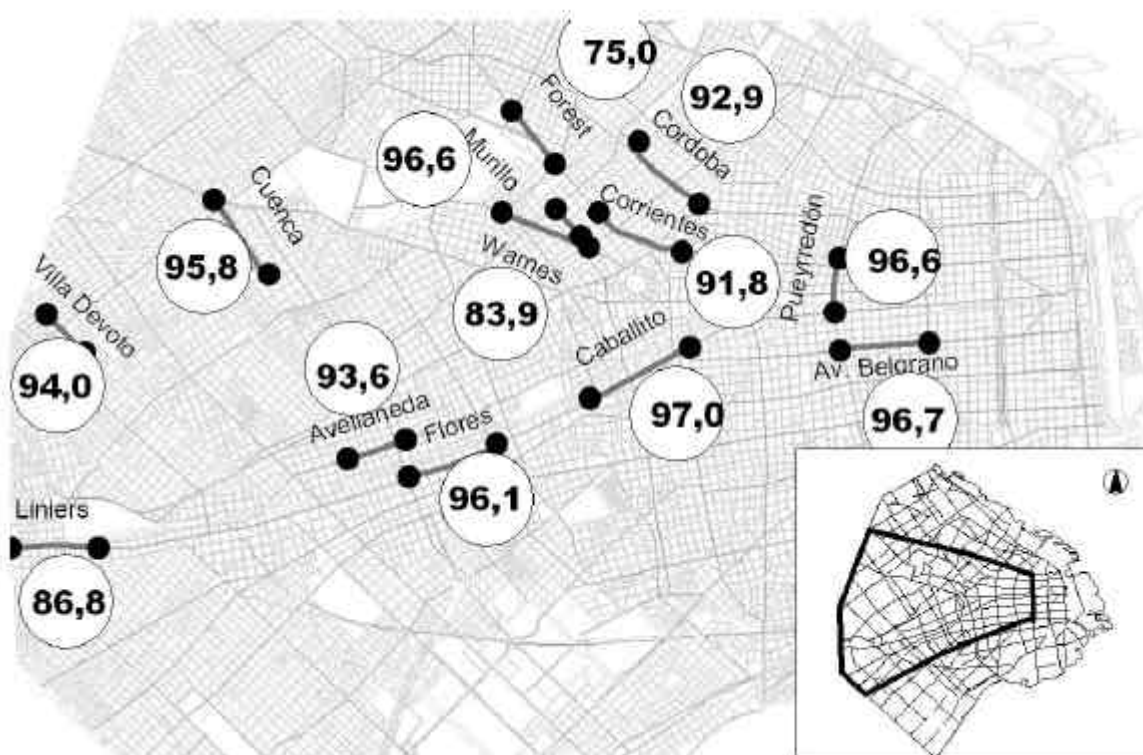 75,0
92,9
Forest
Cordoba
96,6
Murillo
Cuenca
Corrientes
Warnes
95,8
91,8
Pueyrredón
96,6
Villa Devoto
83,9
Caballito
94,0
93,6
Av. Belgrano
Avellaneda
Flores
97,0
96,7
96,1
Liniers
86,8